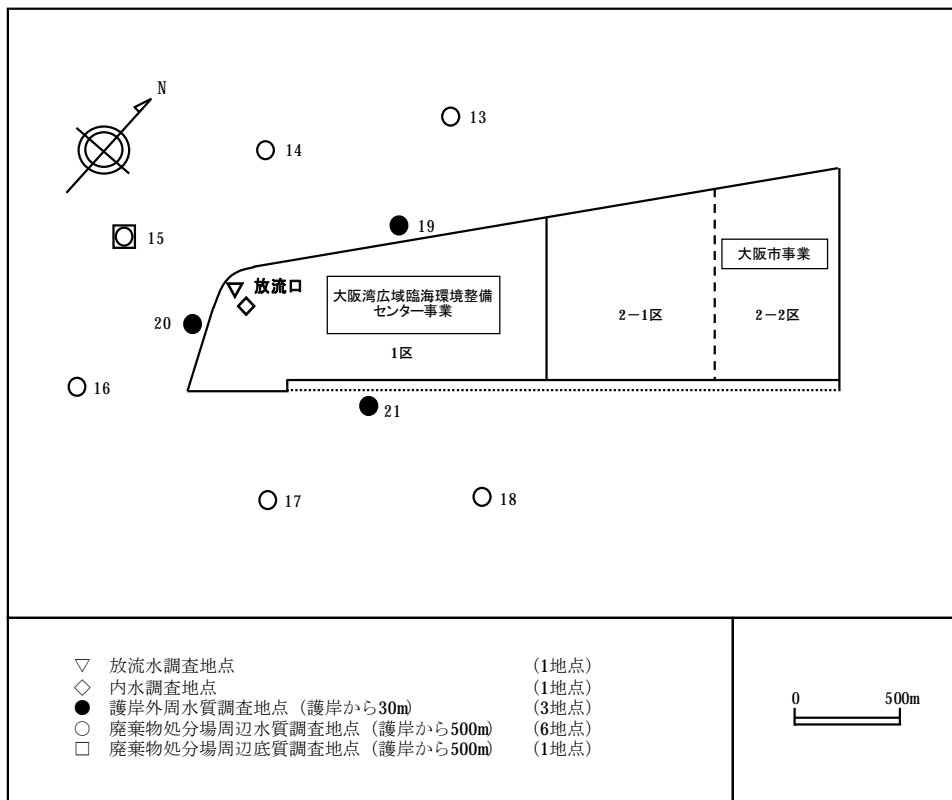 N
13
14
15
19
放流口
大阪市事業
大阪湾広域臨海環境整備
センター事業
20
2－1区
2－2区
1区
16
21
17
18
▽ 放流水調査地点 (1地点)
◇ 内水調査地点 (1地点)
● 護岸外周水質調査地点 (護岸から30m) (3地点)
○ 廃棄物処分場周辺水質調査地点 (護岸から500m) (6地点)
□ 廃棄物処分場周辺底質調査地点 (護岸から500m) (1地点)
0 500m